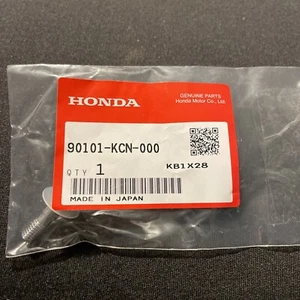 HONDA
GENUINE PARTS
Honda Motor Co., Ltd.
90101-KCN-000
QTY 1
KB1X28
MADE IN JAPAN